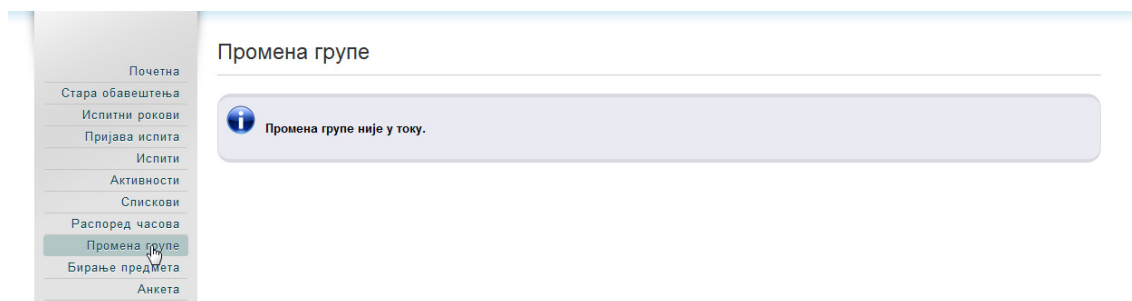 Промена групе
Почетна
Стара обавештења
Испитни рокови
Пријава испита
Испити
Активности
Спискови
Распоред часова
Промена групе
Бирање предмета
Анкета
Промена групе није у току.